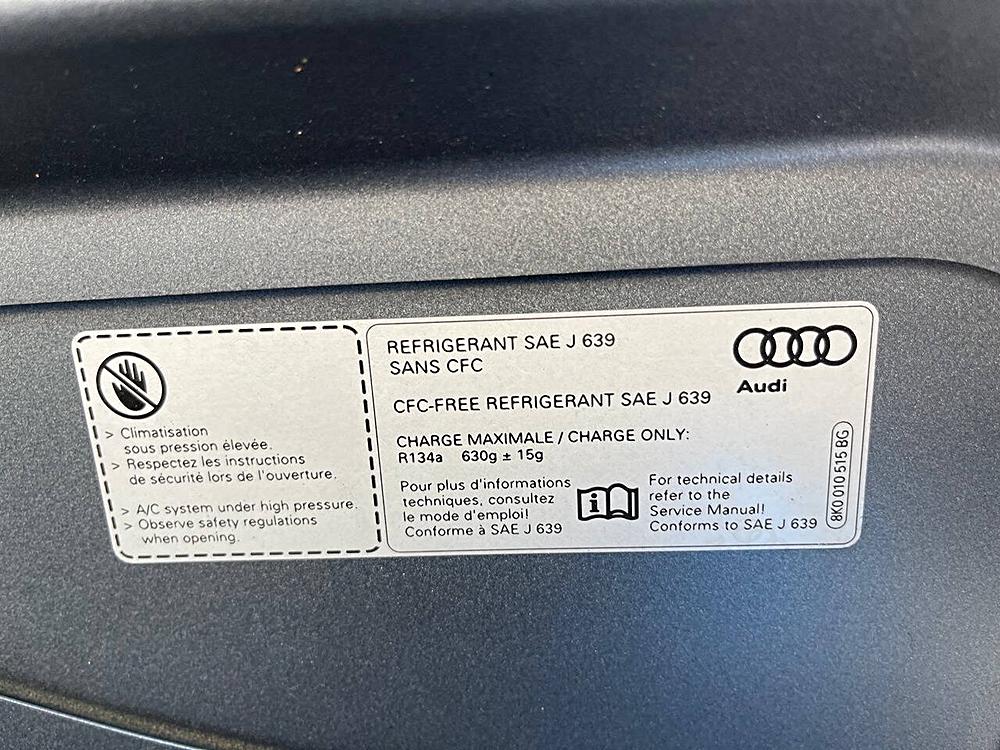 > Climatisation
sous pression élevée.
> Respectez les instructions
de sécurité lors de l'ouverture.
> A/C system under high pressure.
> Observe safety regulations
when opening.
REFRIGERANT SAE J 639
SANS CFC
CFC-FREE REFRIGERANT SAE J 639
CHARGE MAXIMALE / CHARGE ONLY:
R134a 630g ± 15g
Pour plus d'informations
techniques, consultez
le mode d'emploi!
Conforme à SAE J 639
i
For technical details
refer to the
Service Manual!
Conforms to SAE J 639
Audi
8K0 010 515 BG